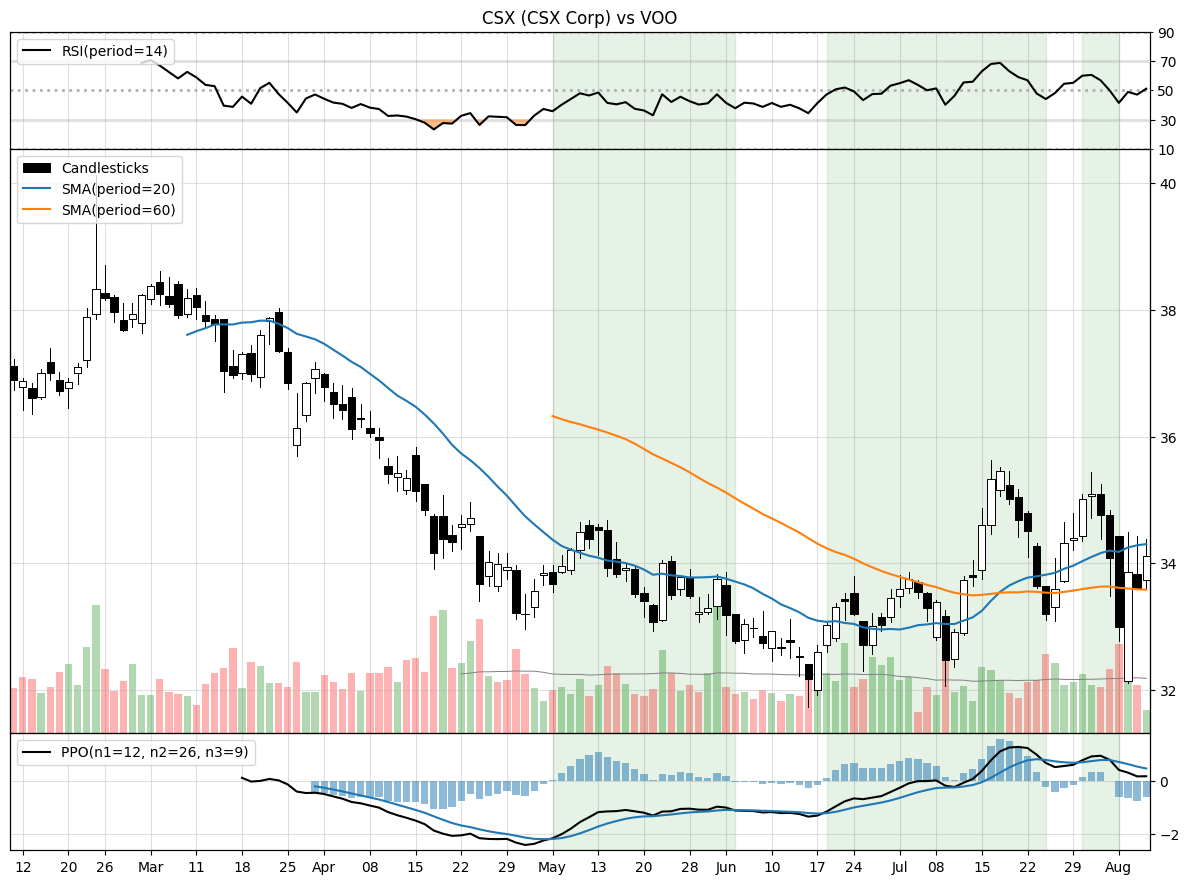 CSX (CSX Corp) vs VOO
RSI(period=14)
90
70
50
30
10
Candlesticks
SMA(period=20)
SMA(period=60)
40
38
36
34
32
PPO(n1=12, n2=26, n3=9)
0
−2
12 20 26 Mar 11 18 25 Apr 08 15 22 29 May 13 20 28 Jun 10 17 24 Jul 08 15 22 29 Aug